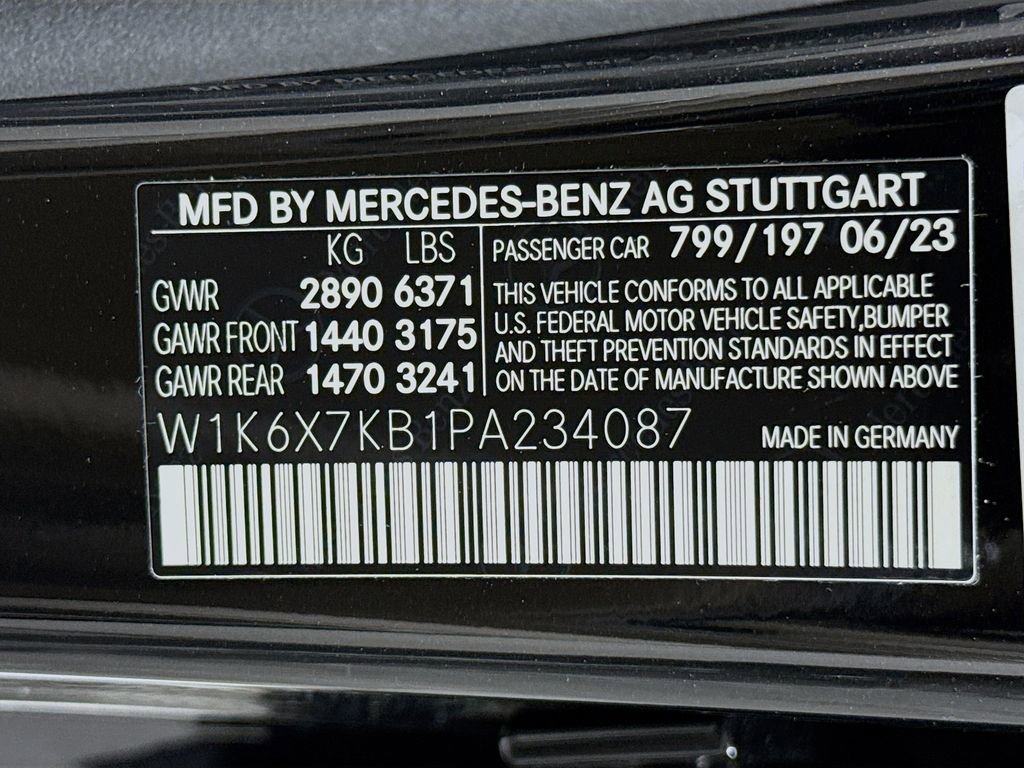 MFD BY MERCEDES-BENZ AG STUTTGART
KG LBS
GVWR 2890 6371
GAWR FRONT 1440 3175
GAWR REAR 1470 3241
PASSENGER CAR 799/197 06/23
THIS VEHICLE CONFORMS TO ALL APPLICABLE
U.S. FEDERAL MOTOR VEHICLE SAFETY,BUMPER
AND THEFT PREVENTION STANDARDS IN EFFECT
ON THE DATE OF MANUFACTURE SHOWN ABOVE
W1K6X7KB1PA234087
MADE IN GERMANY